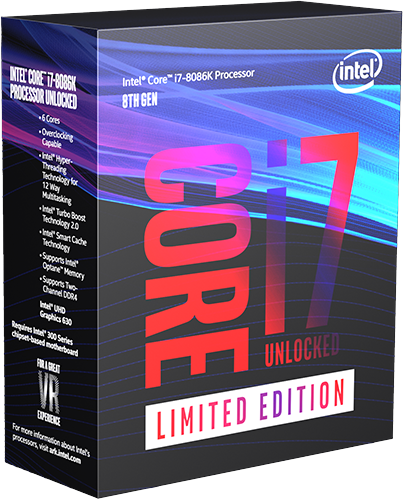 INTEL® CORE™ i7-8086K
PROCESSOR UNLOCKED
• 6 Cores
• Overclocking
Capable
• Intel® Hyper-
Threading
Technology for
12 Way
Multitasking
• Intel® Turbo Boost
Technology 2.0
• Intel® Smart Cache
Technology
• Supports Intel®
Optane™ Memory
• Supports Two-
Channel DDR4
Intel® UHD
Graphics 630
Requires Intel® 300 Series
chipset-based motherboard
FOR A GREAT
VR
EXPERIENCE
For more information about Intel's
processors, visit ark.intel.com
Intel® Core™ i7-8086K Processor
8TH GEN
intel®
CORE
i7
UNLOCKED
LIMITED EDITION